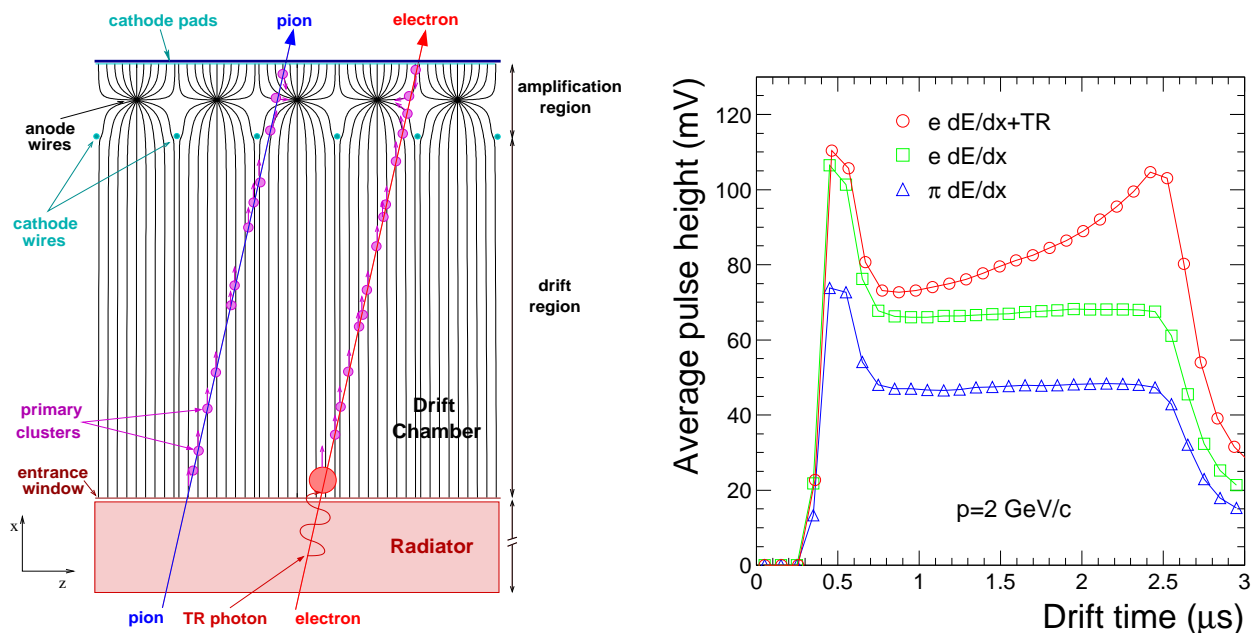 cathode pads
pion
electron
amplification
region
anode
wires
cathode
wires
drift
region
primary
clusters
Drift
Chamber
entrance
window
x
z
Radiator
pion
TR photon
electron
Average pulse height (mV)
120
100
80
60
40
20
0
e dE/dx+TR
e dE/dx
π dE/dx
p=2 GeV/c
0
0.5
1
1.5
2
2.5
3
Drift time (μs)